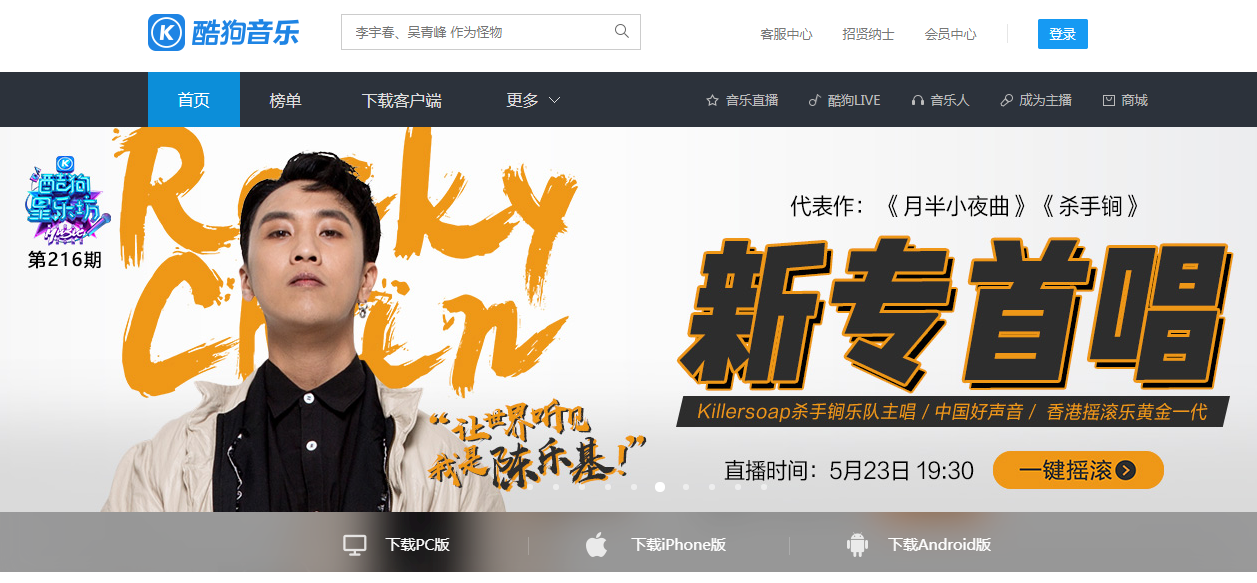 K 酷狗音乐
李宇春、吴青峰 作为怪物
客服中心 招贤纳士 会员中心 登录
首页 榜单 下载客户端 更多
音乐直播 酷狗LIVE 音乐人 成为主播 商城
Rocky
Chin
K
酷狗
星乐坊
Music
第216期
代表作：《月半小夜曲》《杀手锏》
新专首唱
Killersoap杀手锏乐队主唱 / 中国好声音 / 香港摇滚乐黄金一代
“让世界听见
我是陈乐基！”
直播时间：5月23日 19:30 一键摇滚
下载PC版 下载iPhone版 下载Android版